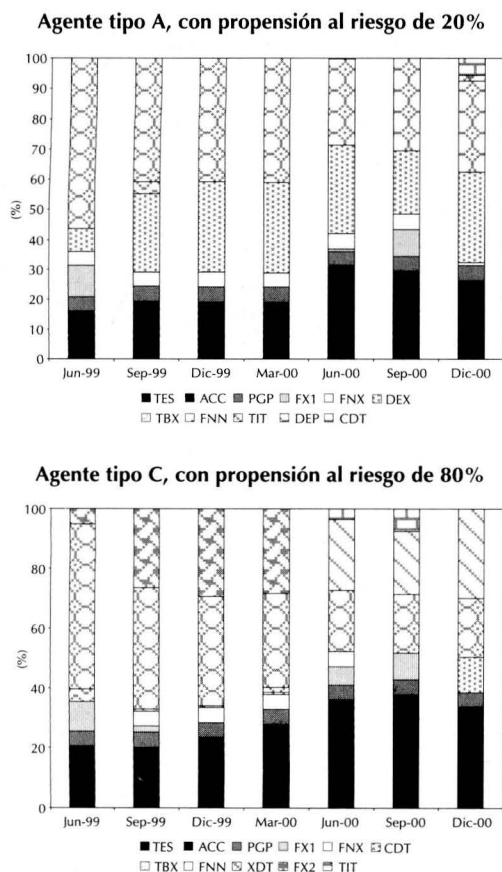 Agente tipo A, con propensión al riesgo de 20%
100
90
80
70
60
50
40
30
20
10
0
(%)
Jun-99 Sep-99 Dic-99 Mar-00 Jun-00 Sep-00 Dic-00
TES ACC PGP FX1 FNX DEX
TBX FNN TIT DEP CDT
Agente tipo C, con propensión al riesgo de 80%
100
80
60
40
20
0
(%)
Jun-99 Sep-99 Dic-99 Mar-00 Jun-00 Sep-00 Dic-00
TES ACC PGP FX1 FNX CDT
TBX FNN XDT FX2 TIT